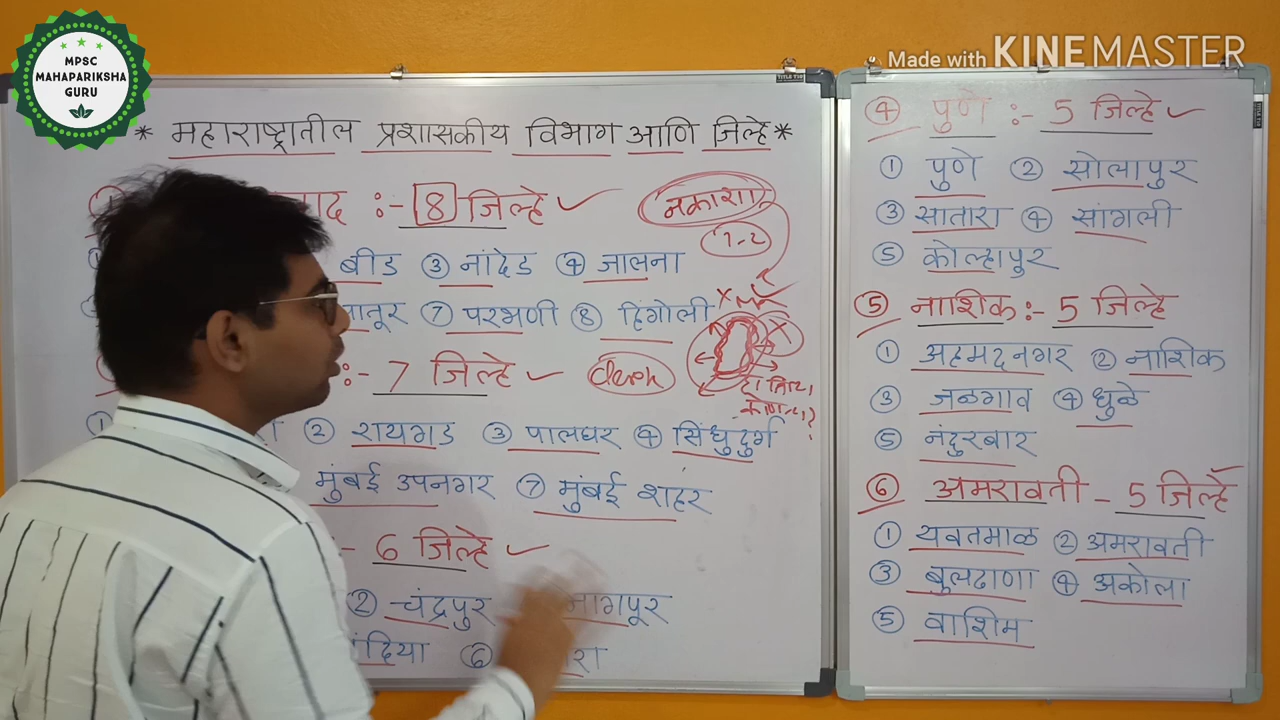 MPSC
MAHAPARIKSHA
GURU
Made with KINEMASTER
* महाराष्ट्रातील प्रशासकीय विभाग आणि जिल्हे *
:- 8 जिल्हे ✓
नकाशा
1-2
बीड ③ नांदेड ④ जालना
⑦ परभणी ⑧ हिंगोली
:- 7 जिल्हे ✓
② रायगड ③ पालघर ④ सिंधुदुर्ग
मुंबई उपनगर ⑦ मुंबई शहर
- 6 जिल्हे ✓
② चंद्रपुर नागपूर
⑥
④ पुणे :- 5 जिल्हे ✓
① पुणे ② सोलापुर
③ सातारा ④ सांगली
⑤ कोल्हापुर
⑤ नाशिक :- 5 जिल्हे
① अहमदनगर ② नाशिक
③ जळगाव ④ धुळे
⑤ नंदुरबार
⑥ अमरावती - 5 जिल्हे
① यवतमाळ ② अमरावती
③ बुलढाणा ④ अकोला
⑤ वाशिम